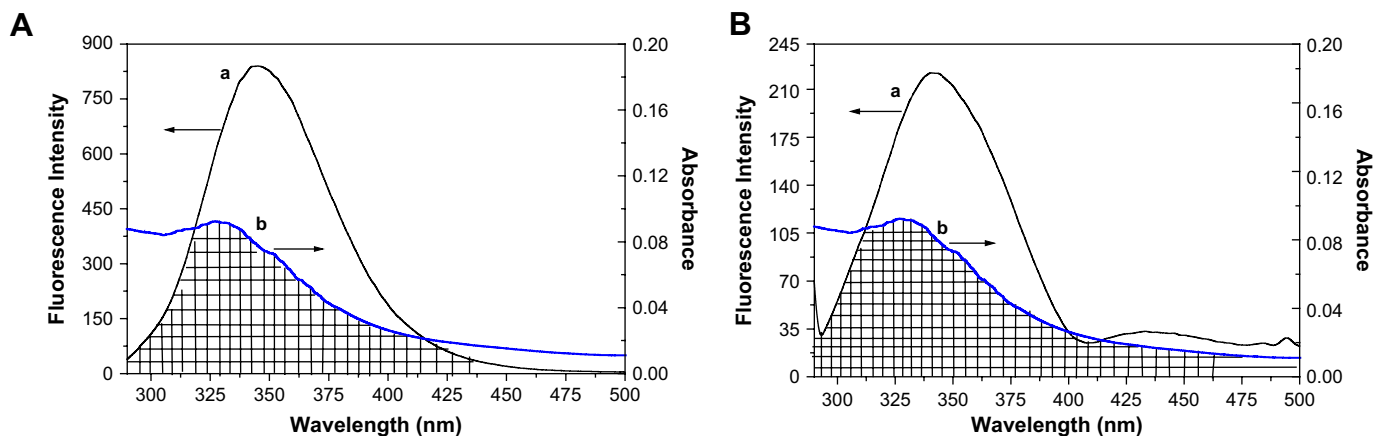 A
900
750
600
450
300
150
0
Fluorescence Intensity
a
b
0.20
0.16
0.12
0.08
0.04
0.00
Absorbance
300 325 350 375 400 425 450 475 500
Wavelength (nm)
B
245
210
175
140
105
70
35
0
Fluorescence Intensity
a
b
0.20
0.16
0.12
0.08
0.04
0.00
Absorbance
300 325 350 375 400 425 450 475 500
Wavelength (nm)